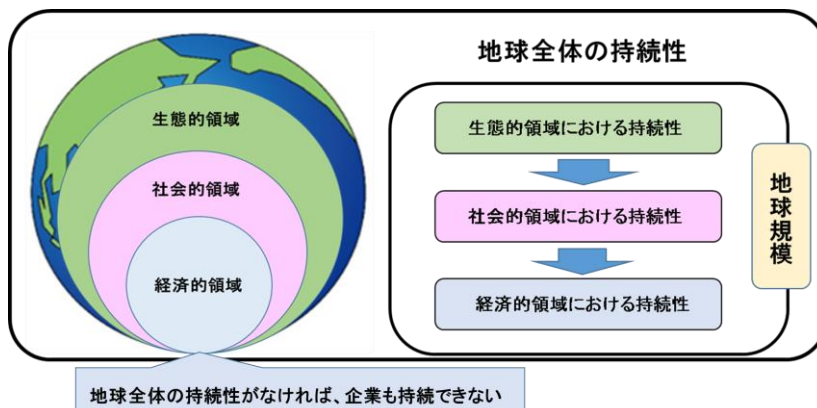 地球全体の持続性
生態的領域
社会的領域
経済的領域
生態的領域における持続性
社会的領域における持続性
経済的領域における持続性
地球規模
地球全体の持続性がなければ、企業も持続できない